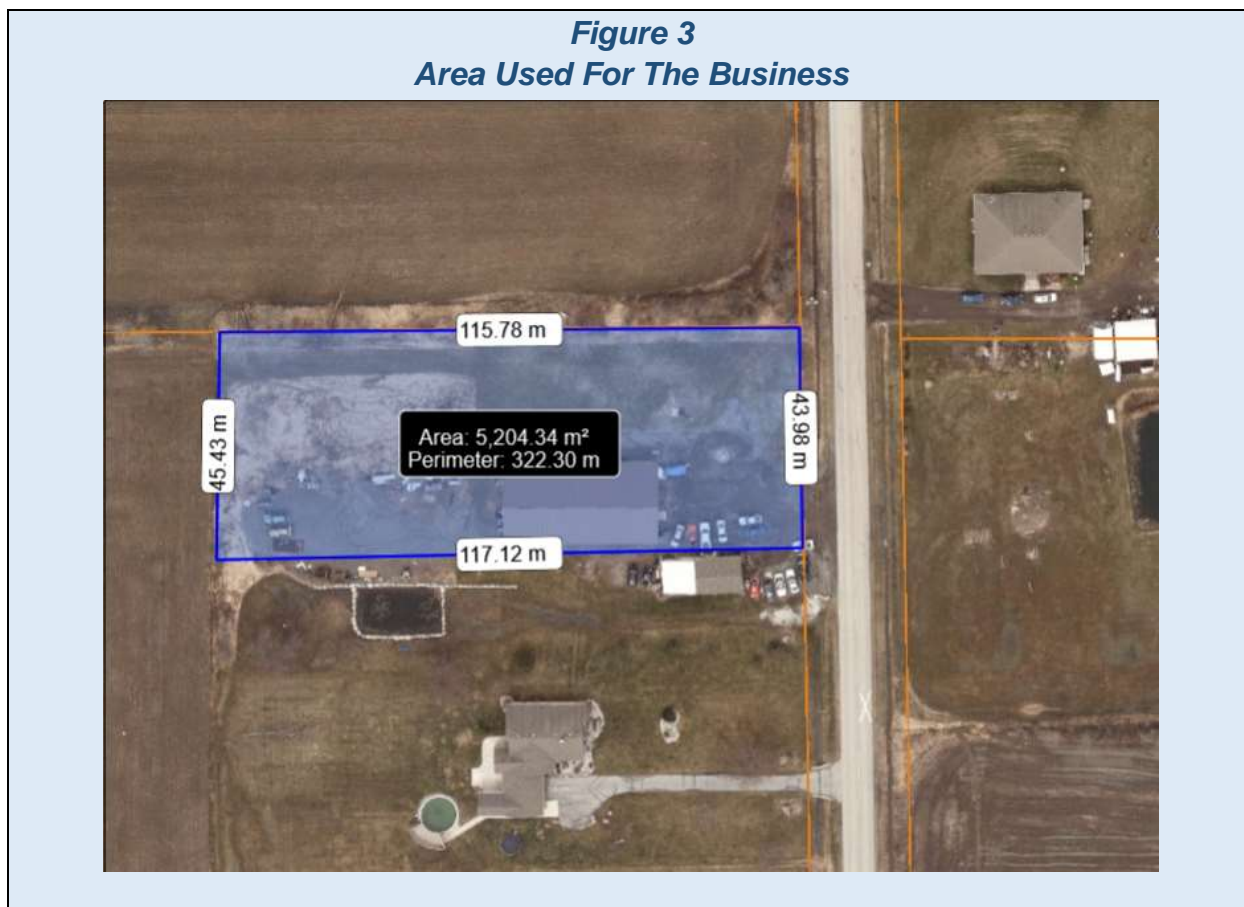 Figure 3
Area Used For The Business
115.78 m
45.43 m
Area: 5,204.34 m²
Perimeter: 322.30 m
43.98 m
117.12 m